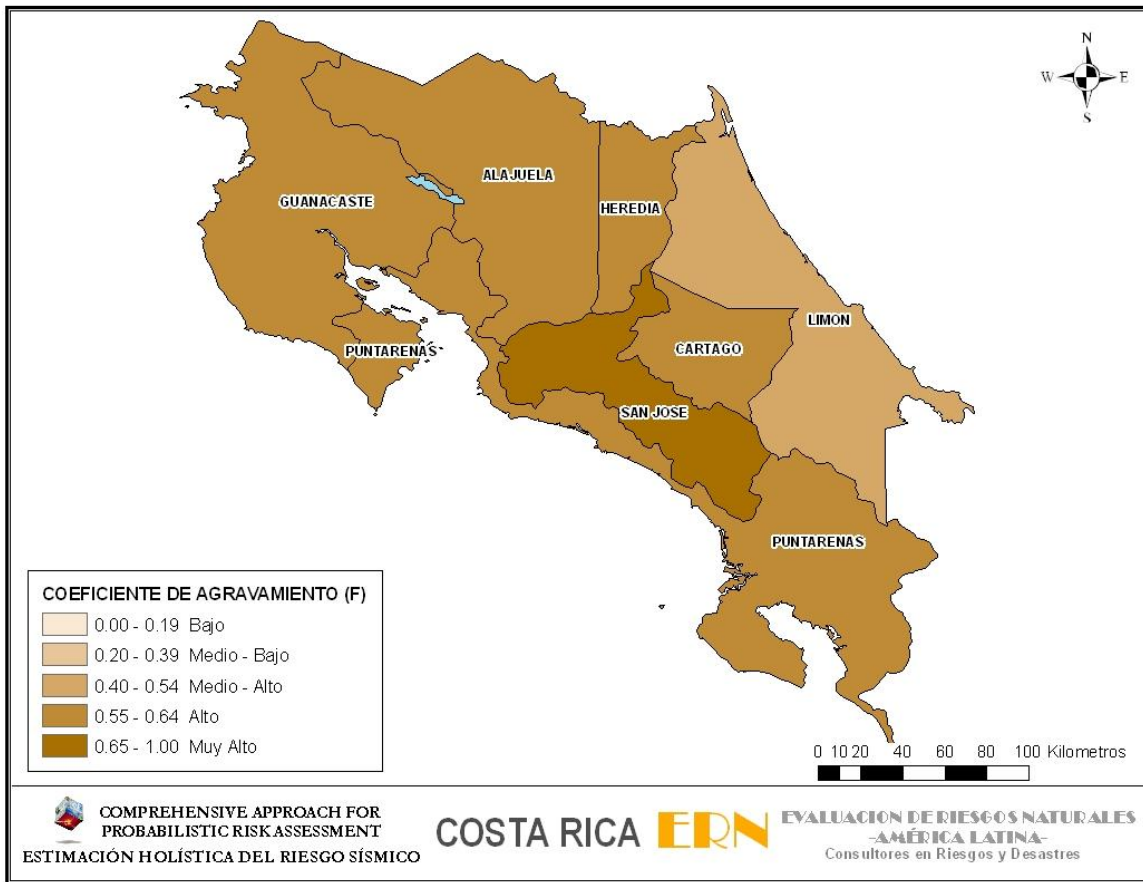 N
W E
S
ALAJUELA
GUANACASTE
HEREDIA
LIMON
PUNTARENAS
CARTAGO
SAN JOSE
PUNTARENAS
COEFICIENTE DE AGRAVAMIENTO (F)
0.00 - 0.19 Bajo
0.20 - 0.39 Medio - Bajo
0.40 - 0.54 Medio - Alto
0.55 - 0.64 Alto
0.65 - 1.00 Muy Alto
0 10 20 40 60 80 100 Kilometros
COMPREHENSIVE APPROACH FOR
PROBABILISTIC RISK ASSESSMENT
ESTIMACIÓN HOLÍSTICA DEL RIESGO SÍSMICO
COSTA RICA
ERN
EVALUACION DE RIESGOS NATURALES
-AMÉRICA LATINA-
Consultores en Riesgos y Desastres